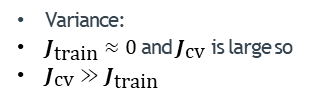 • Variance:
• J_train ≈ 0 and J_cv is large so
• J_cv ≫ J_train